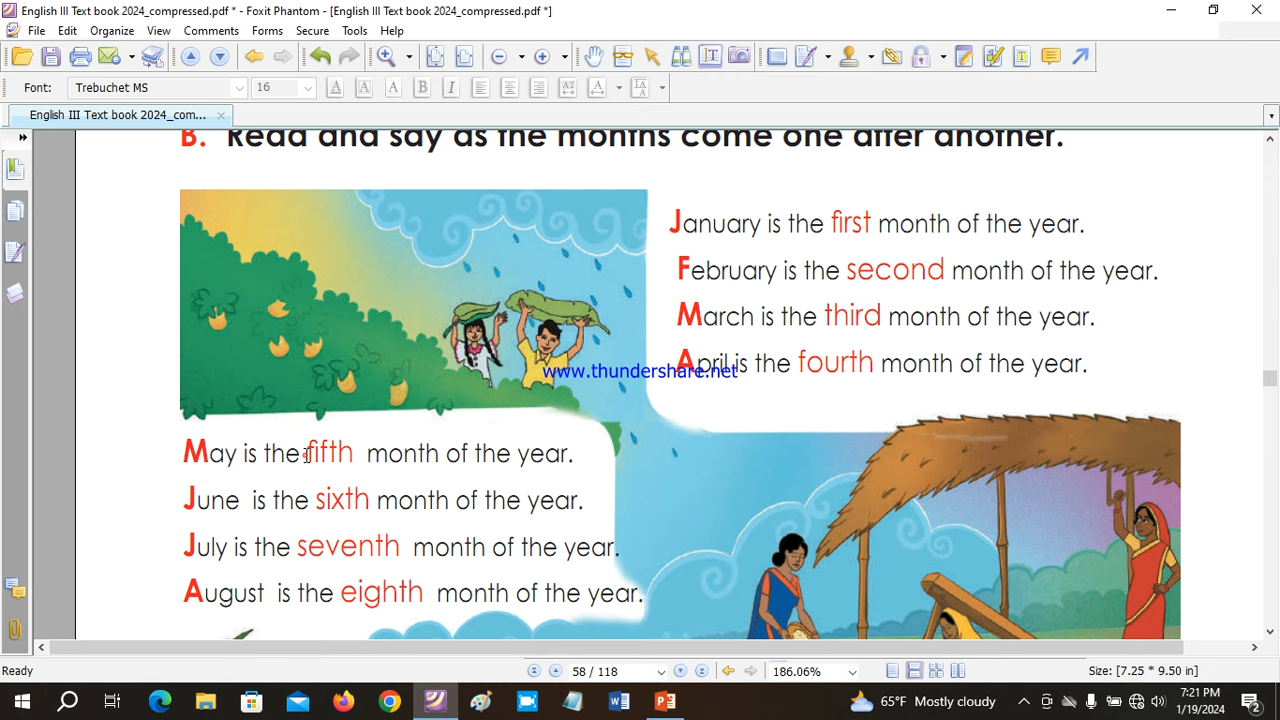 English III Text book 2024_compressed.pdf * - Foxit Phantom - [English III Text book 2024_compressed.pdf *]
File Edit Organize View Comments Forms Secure Tools Help
Font: Trebuchet MS 16
English III Text book 2024_com...
B. Read and say as the months come one after another.
January is the first month of the year.
February is the second month of the year.
March is the third month of the year.
April is the fourth month of the year.
www.thundershare.net
May is the fifth month of the year.
June is the sixth month of the year.
July is the seventh month of the year.
August is the eighth month of the year.
Ready 58 / 118 186.06% Size: [7.25 * 9.50 in]
65°F Mostly cloudy 7:21 PM
1/19/2024
2